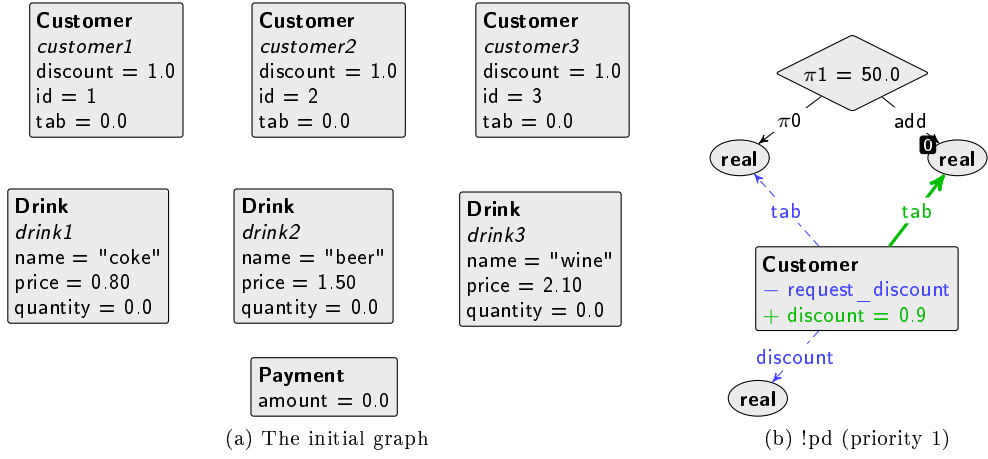 Customer
customer1
discount = 1.0
id = 1
tab = 0.0
Customer
customer2
discount = 1.0
id = 2
tab = 0.0
Customer
customer3
discount = 1.0
id = 3
tab = 0.0
Drink
drink1
name = "coke"
price = 0.80
quantity = 0.0
Drink
drink2
name = "beer"
price = 1.50
quantity = 0.0
Drink
drink3
name = "wine"
price = 2.10
quantity = 0.0
Payment
amount = 0.0
(a) The initial graph
π1 = 50.0
π0
add
0
real
real
tab
tab
Customer
− request_discount
+ discount = 0.9
discount
real
(b) !pd (priority 1)